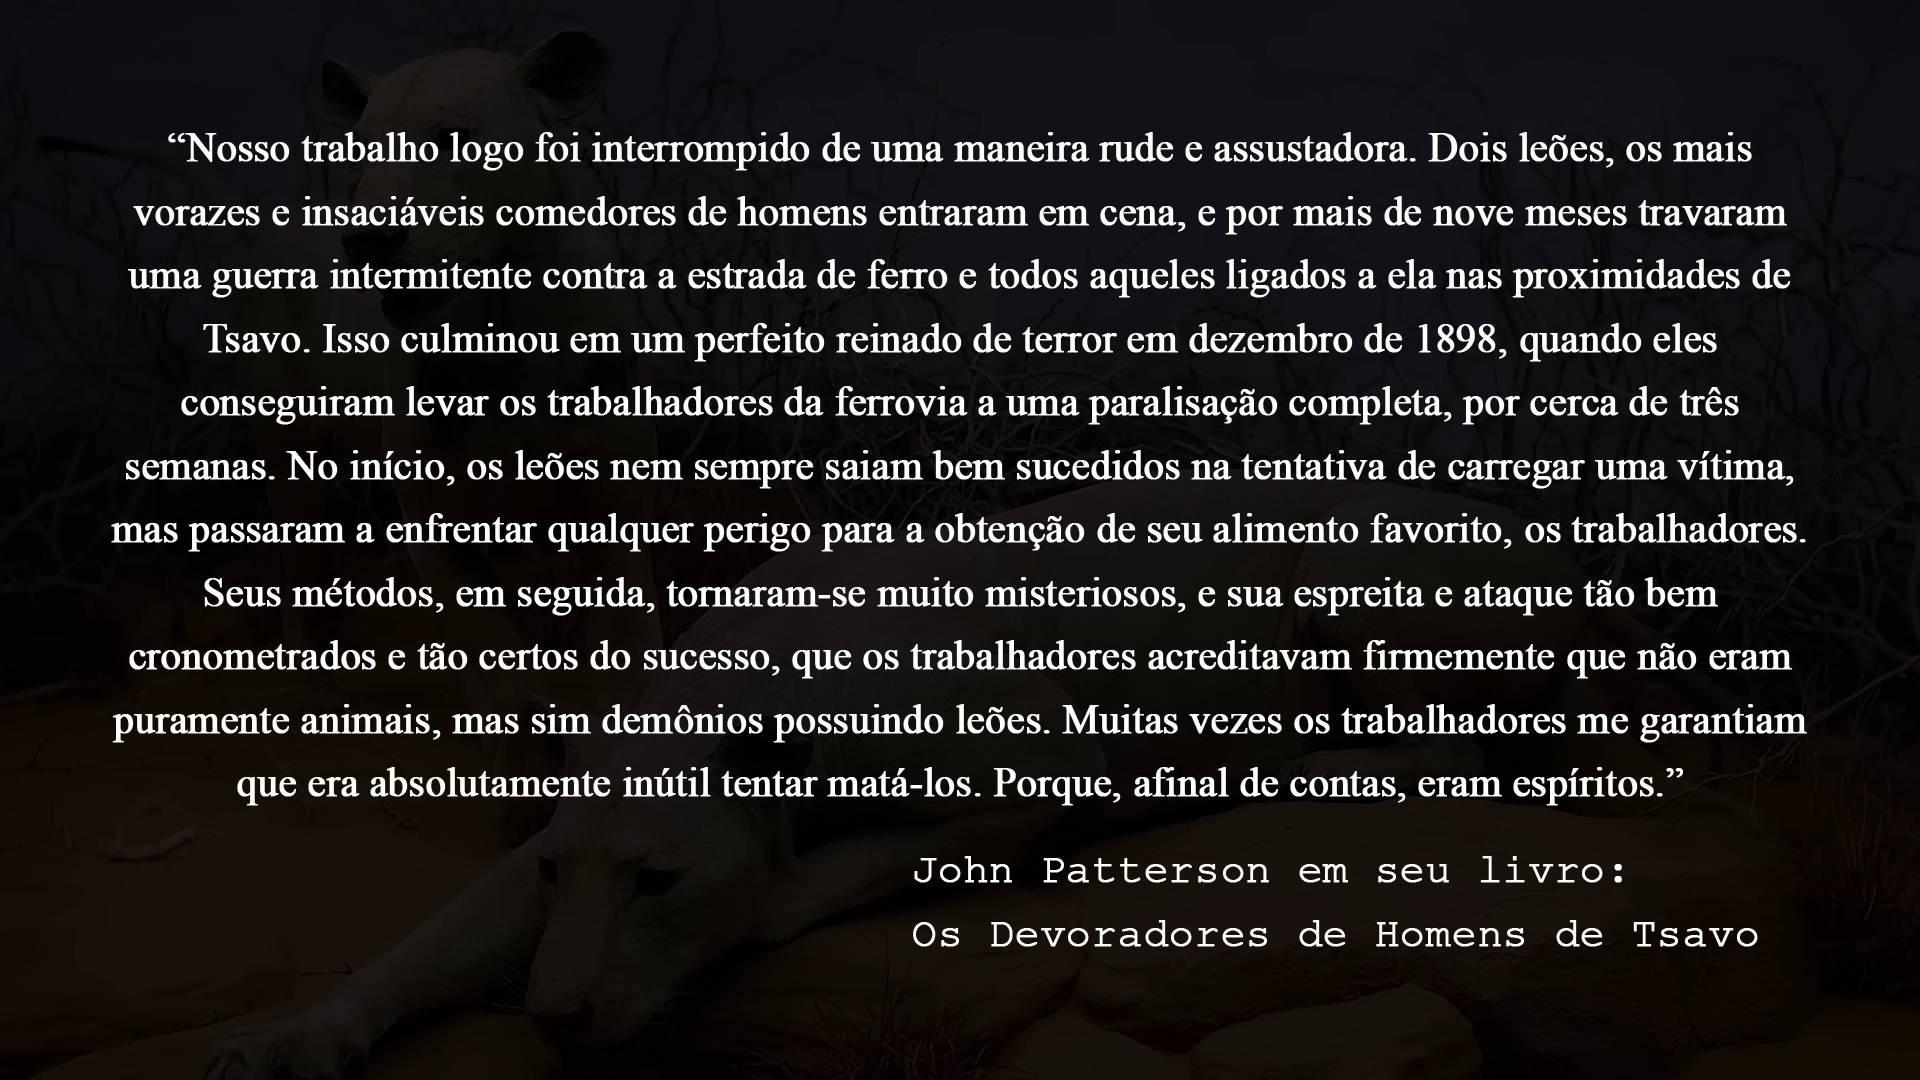 “Nosso trabalho logo foi interrompido de uma maneira rude e assustadora. Dois leões, os mais
vorazes e insaciáveis comedores de homens entraram em cena, e por mais de nove meses travaram
uma guerra intermitente contra a estrada de ferro e todos aqueles ligados a ela nas proximidades de
Tsavo. Isso culminou em um perfeito reinado de terror em dezembro de 1898, quando eles
conseguiram levar os trabalhadores da ferrovia a uma paralisação completa, por cerca de três
semanas. No início, os leões nem sempre saiam bem sucedidos na tentativa de carregar uma vítima,
mas passaram a enfrentar qualquer perigo para a obtenção de seu alimento favorito, os trabalhadores.
Seus métodos, em seguida, tornaram-se muito misteriosos, e sua espreita e ataque tão bem
cronometrados e tão certos do sucesso, que os trabalhadores acreditavam firmemente que não eram
puramente animais, mas sim demônios possuindo leões. Muitas vezes os trabalhadores me garantiam
que era absolutamente inútil tentar matá-los. Porque, afinal de contas, eram espíritos.”
John Patterson em seu livro:
Os Devoradores de Homens de Tsavo